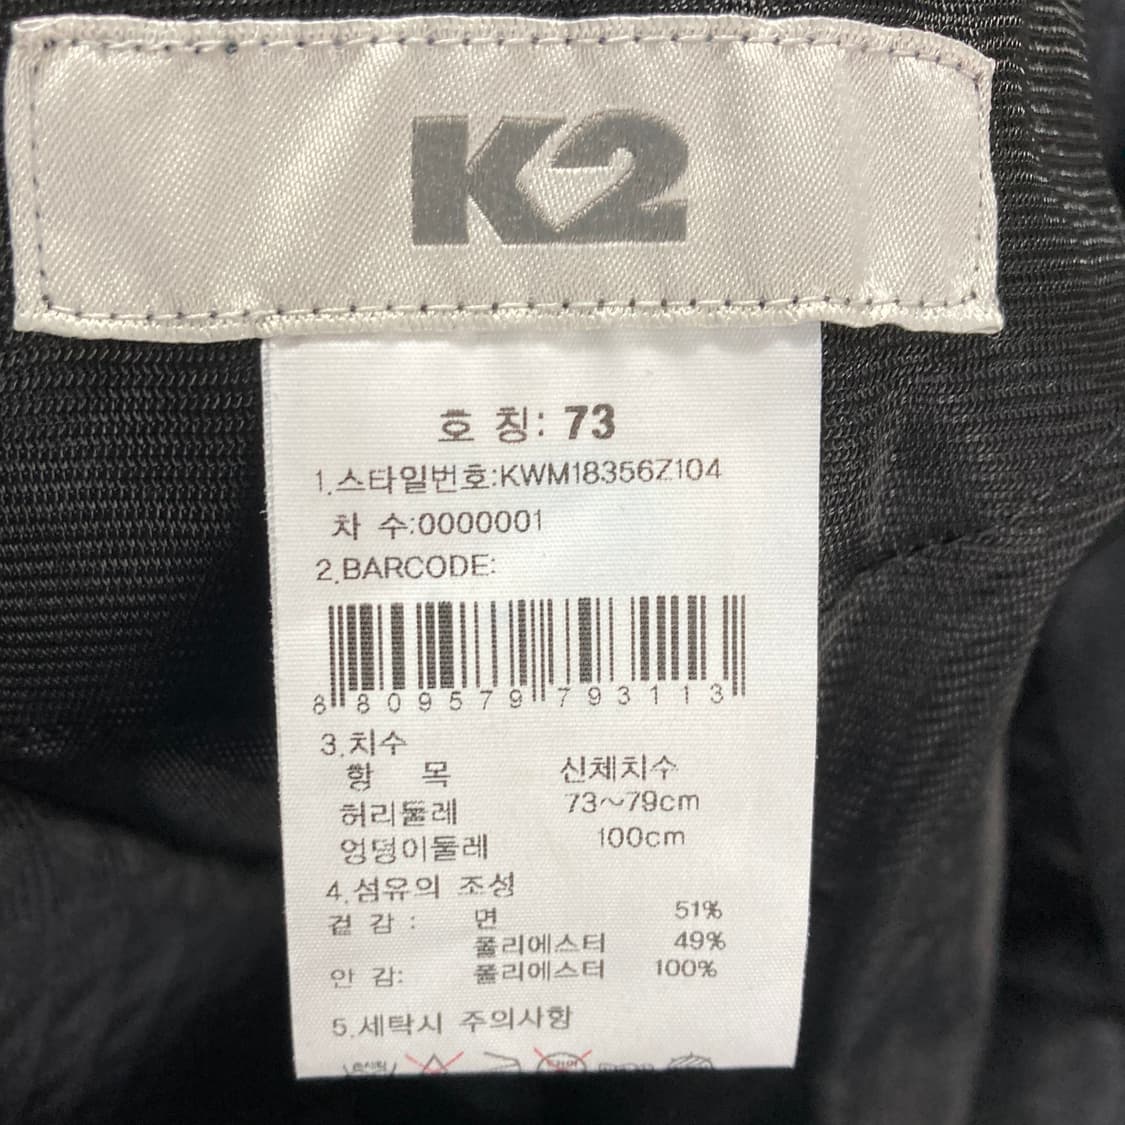 K2
호 칭: 73
1.스타일번호:KWM18356Z104
차 수:0000001
2.BARCODE:
8 809579 793113
3.치수
항 목 신체치수
허리둘레 73~79cm
엉덩이둘레 100cm
4.섬유의 조성
겉 감 : 면 51%
폴리에스터 49%
안 감: 폴리에스터 100%
5.세탁시 주의사항